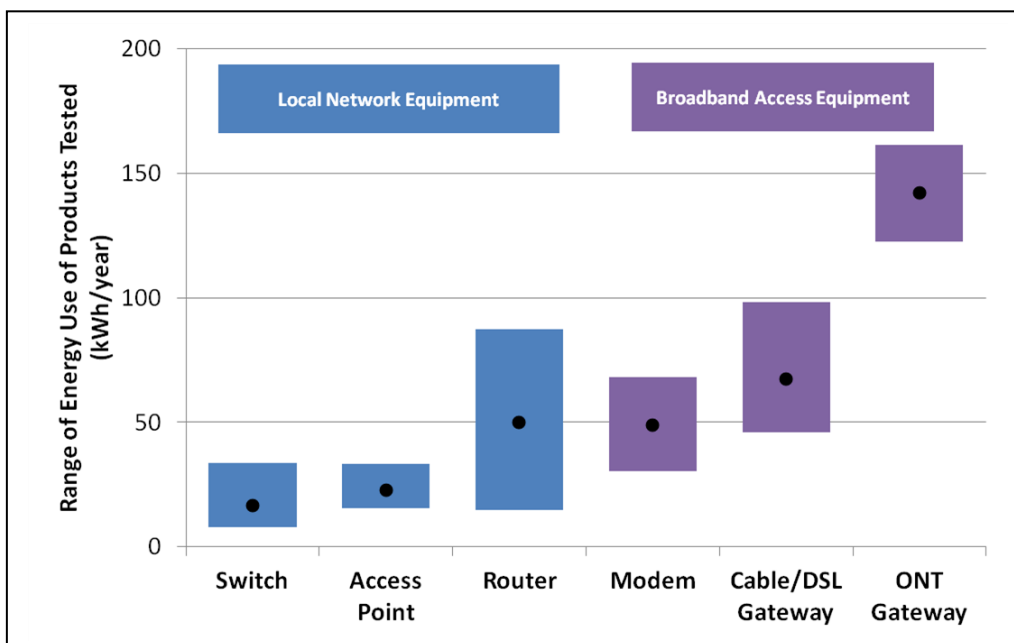 Range of Energy Use of Products Tested
(kWh/year)
200
150
100
50
0
Local Network Equipment
Broadband Access Equipment
Switch
Access
Point
Router
Modem
Cable/DSL
Gateway
ONT
Gateway